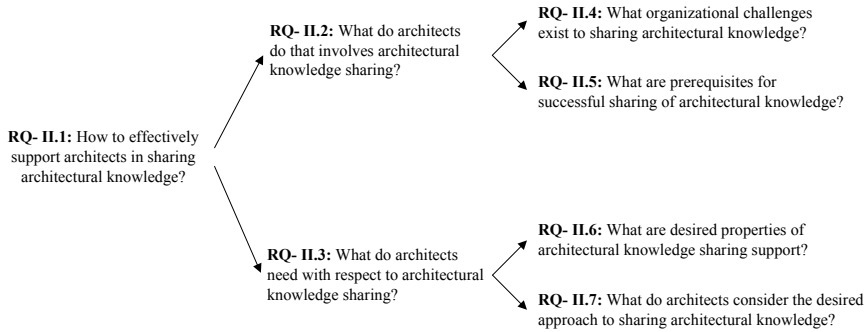 RQ- II.1: How to effectively
support architects in sharing
architectural knowledge?
RQ- II.2: What do architects
do that involves architectural
knowledge sharing?
RQ- II.4: What organizational challenges
exist to sharing architectural knowledge?
RQ- II.5: What are prerequisites for
successful sharing of architectural knowledge?
RQ- II.3: What do architects
need with respect to architectural
knowledge sharing?
RQ- II.6: What are desired properties of
architectural knowledge sharing support?
RQ- II.7: What do architects consider the desired
approach to sharing architectural knowledge?